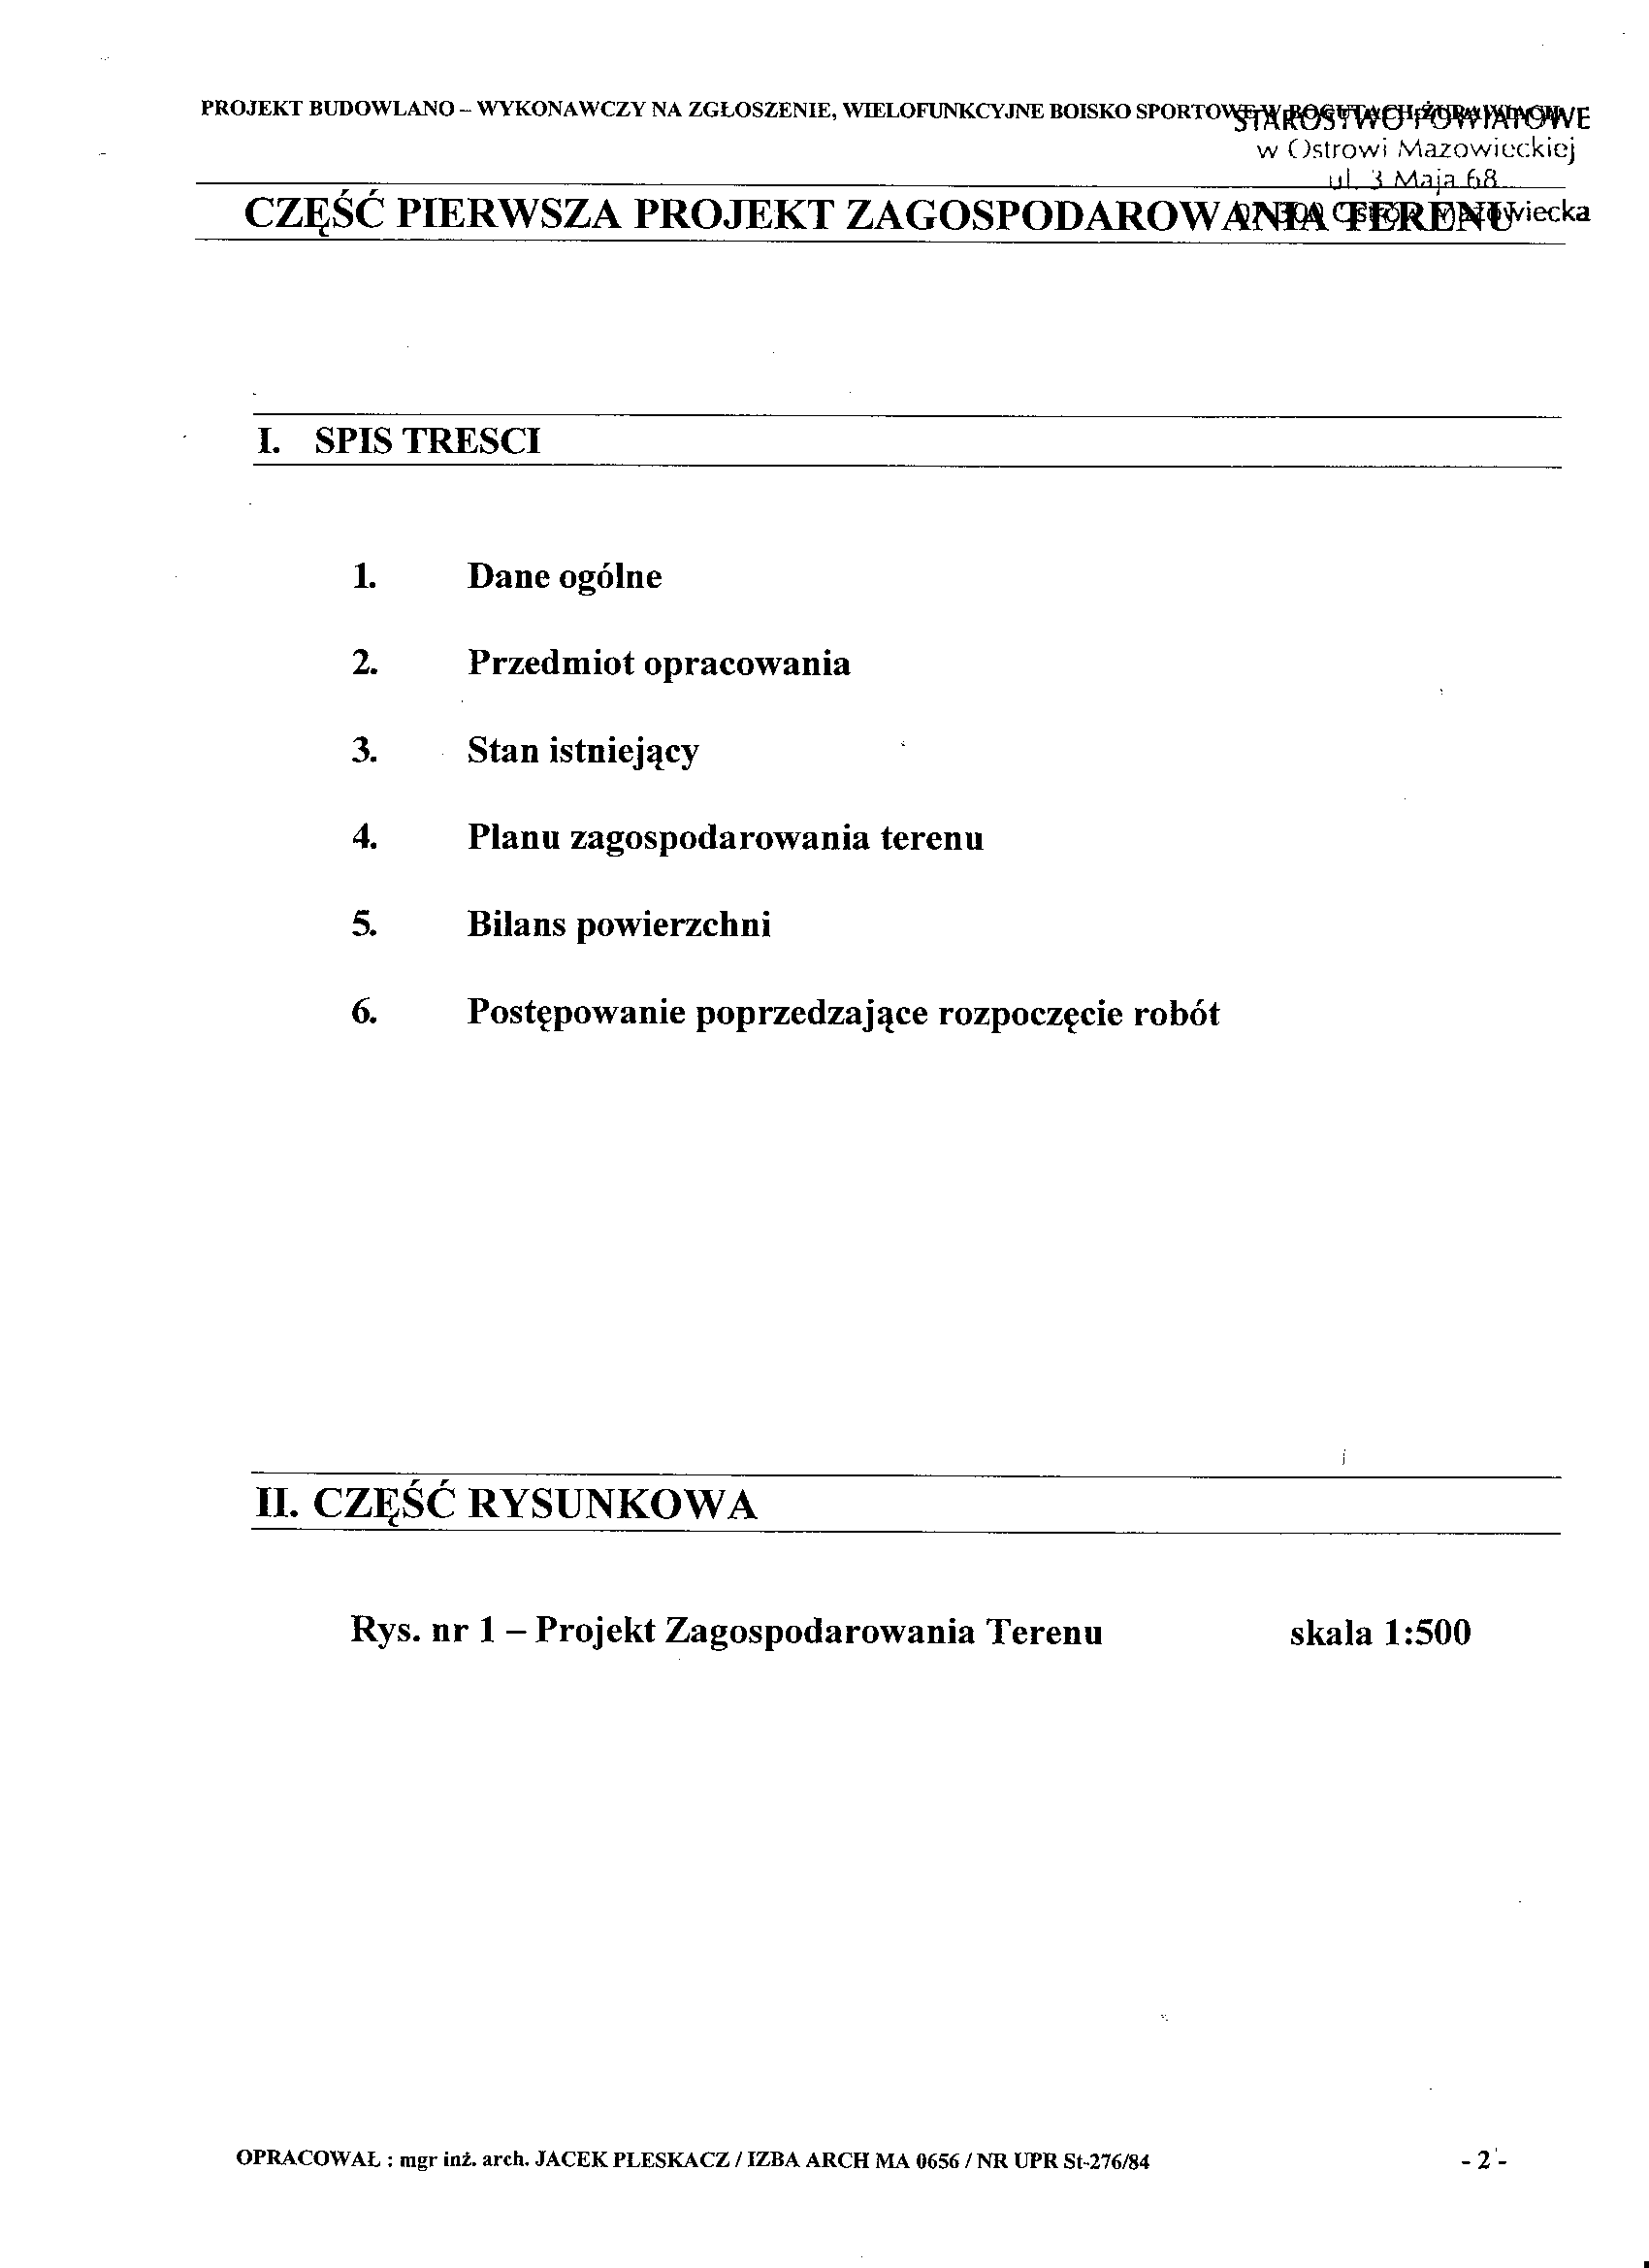 PROJEKT BUDOWLANO – WYKONAWCZY NA ZGŁOSZENIE, WIELOFUNKCYJNE BOISKO SPORTOWE W
STAROSTWO POWIATOWE
w Ostrowi Mazowieckiej
ul. 3 Maja 68
CZĘŚĆ PIERWSZA PROJEKT ZAGOSPODAROWANIA TERENU
I. SPIS TRESCI
1. Dane ogólne
2. Przedmiot opracowania
3. Stan istniejący
4. Planu zagospodarowania terenu
5. Bilans powierzchni
6. Postępowanie poprzedzające rozpoczęcie robót
II. CZĘŚĆ RYSUNKOWA
Rys. nr 1 – Projekt Zagospodarowania Terenu skala 1:500
OPRACOWAŁ : mgr inż. arch. JACEK PLESKACZ / IZBA ARCH MA 0656 / NR UPR St-276/84 - 2 -